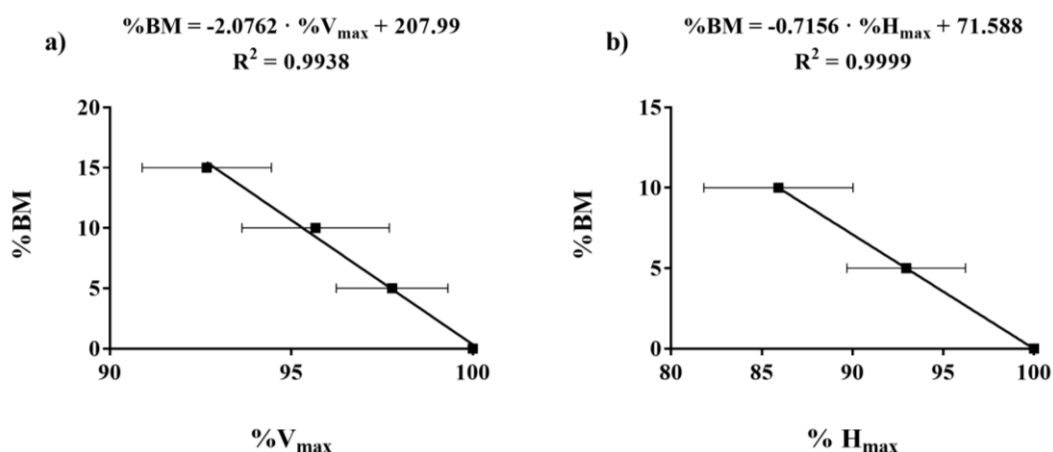 a)
%BM = -2.0762 · %Vmax + 207.99
R² = 0.9938
%BM
20
15
10
5
0
90
95
100
%Vmax
b)
%BM = -0.7156 · %Hmax + 71.588
R² = 0.9999
%BM
15
10
5
0
80
85
90
95
100
% Hmax